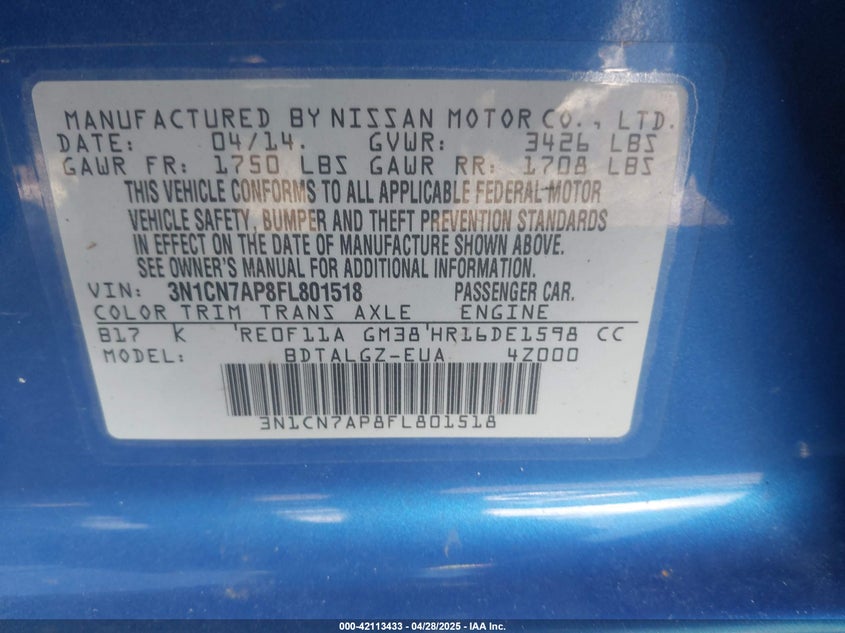 MANUFACTURED BY NISSAN MOTOR CO., LTD.
DATE: 04/14. GVWR: 3426 LBS
GAWR FR: 1750 LBS GAWR RR: 1708 LBS
THIS VEHICLE CONFORMS TO ALL APPLICABLE FEDERAL MOTOR
VEHICLE SAFETY, BUMPER AND THEFT PREVENTION STANDARDS
IN EFFECT ON THE DATE OF MANUFACTURE SHOWN ABOVE.
SEE OWNER'S MANUAL FOR ADDITIONAL INFORMATION.
VIN: 3N1CN7AP8FL801518 PASSENGER CAR.
COLOR TRIM TRANS AXLE ENGINE
B17 K 'RE0F11A GM38'HR16DE1598 CC
MODEL: BDTALGZ-EUA 4Z000
3N1CN7AP8FL801518
000-42113433 04/28/2025 - IAA Inc.